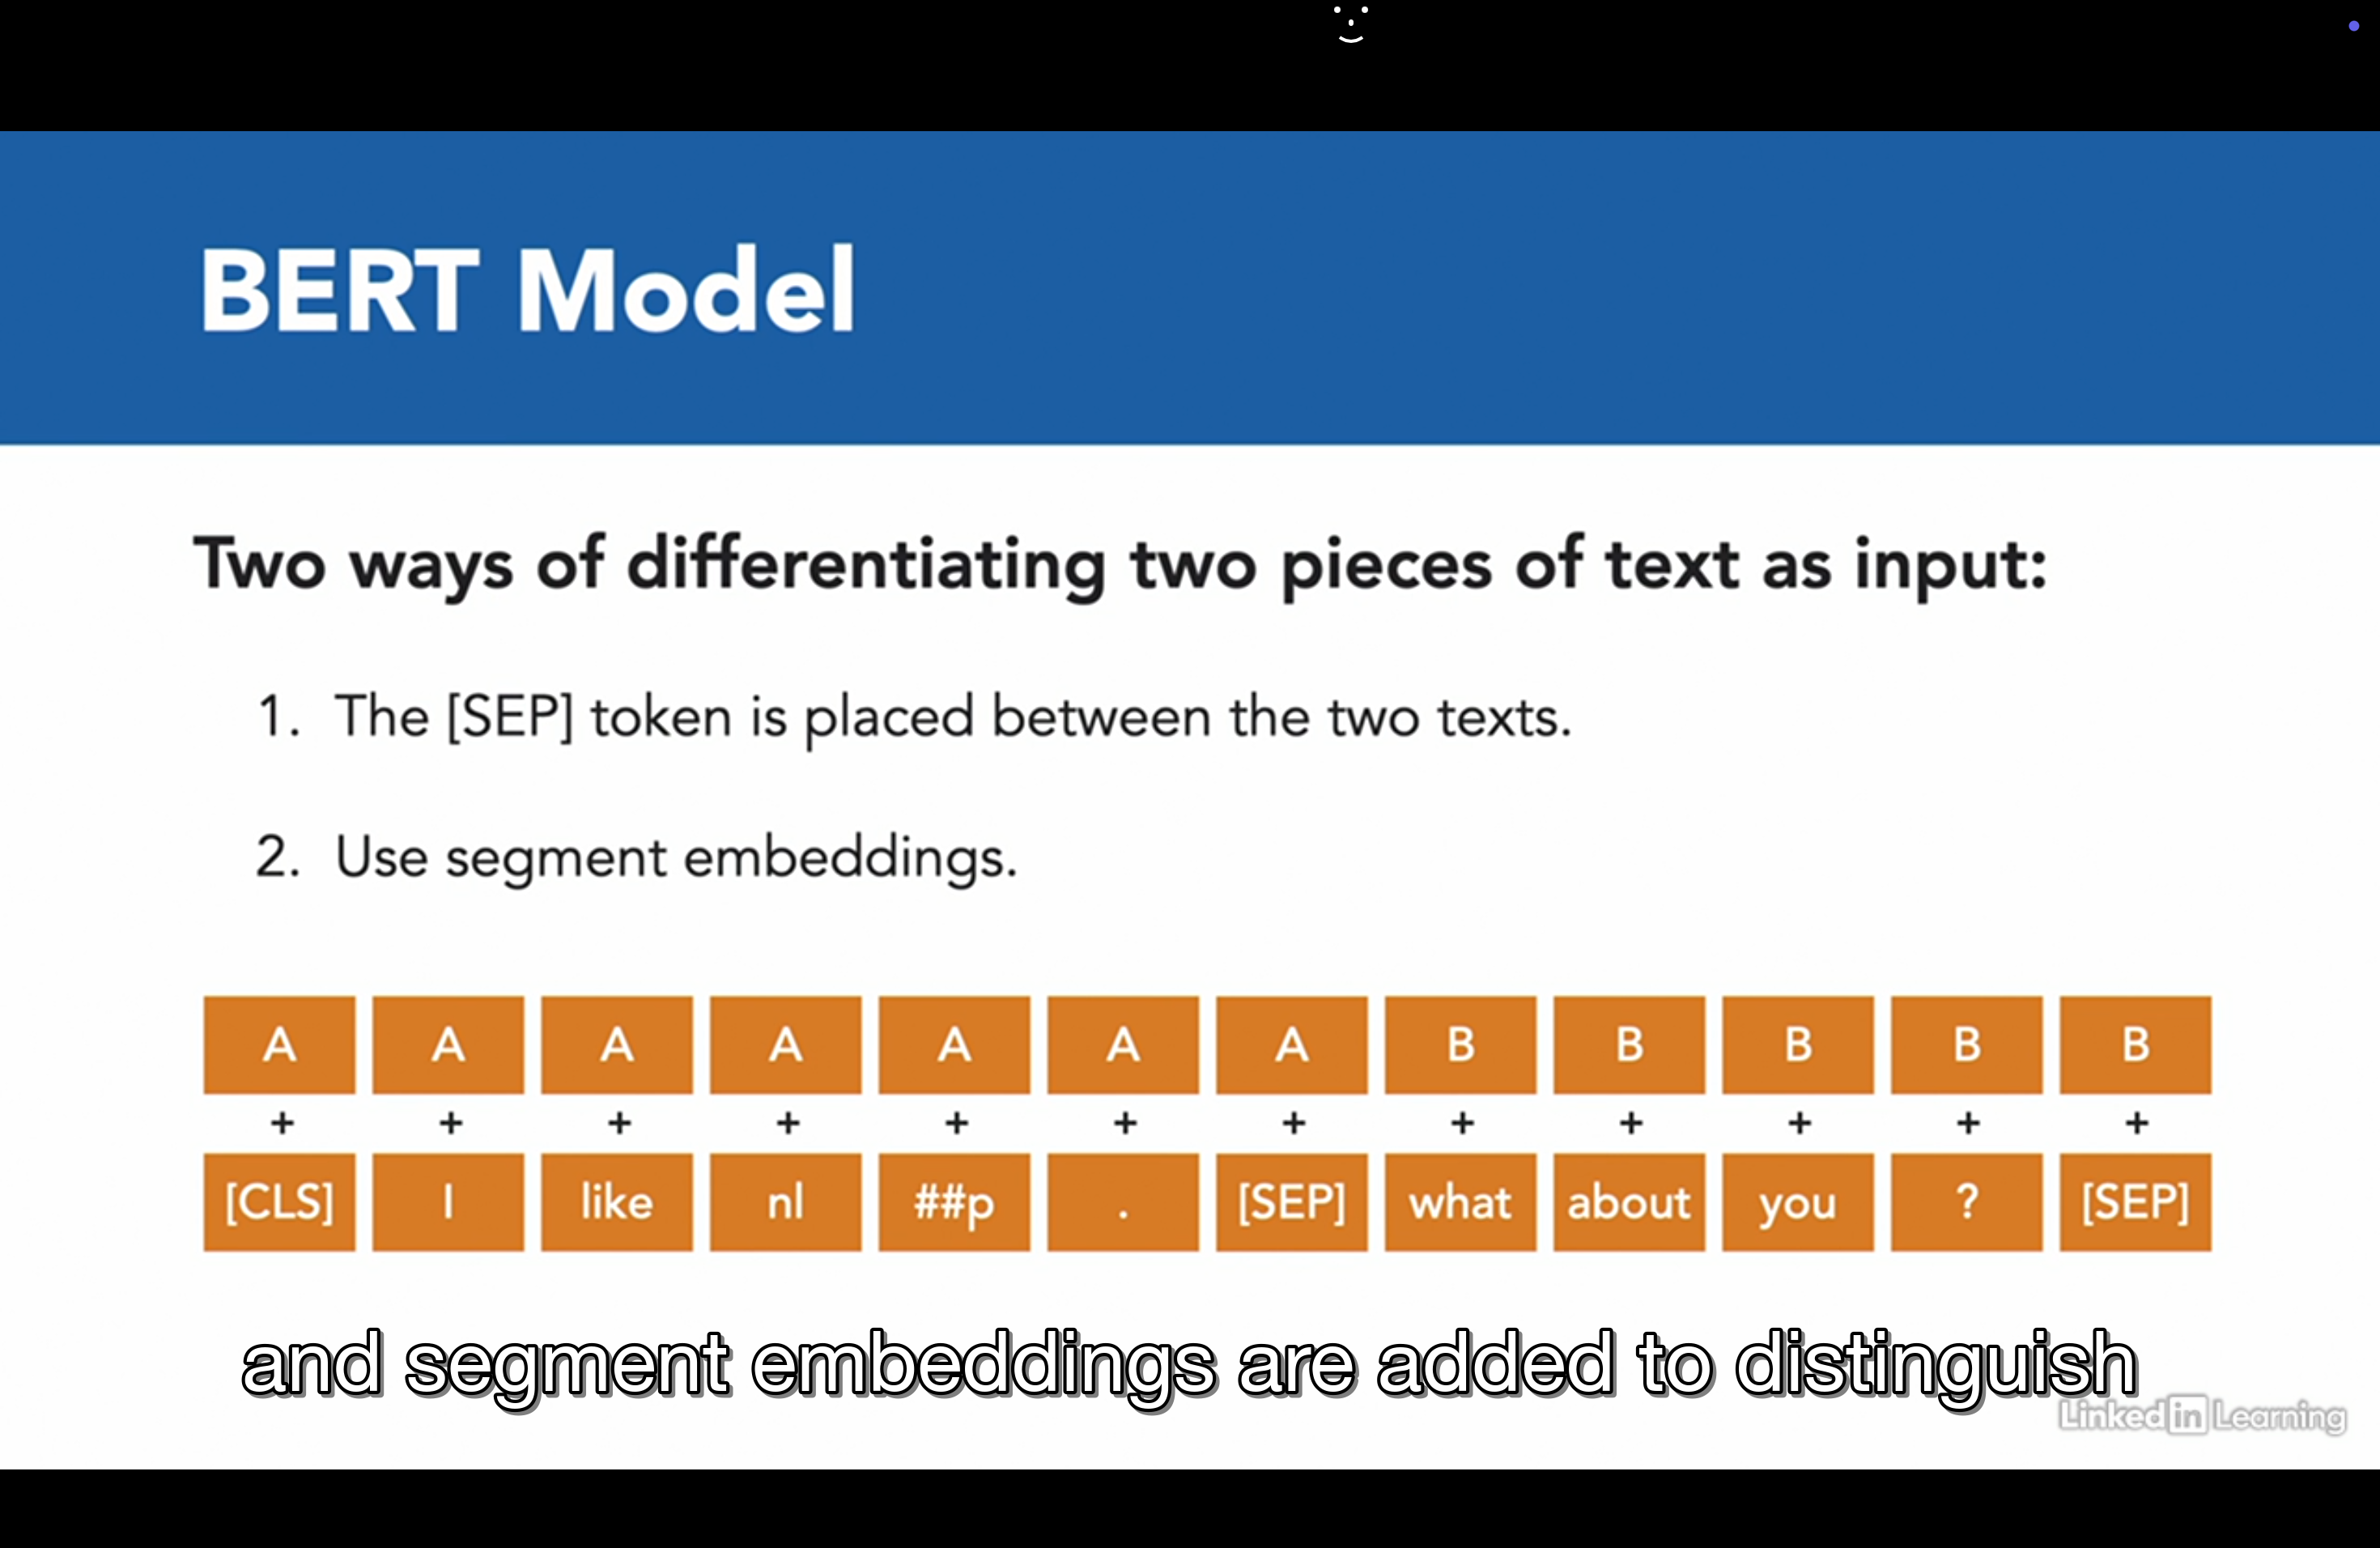 BERT Model
Two ways of differentiating two pieces of text as input:
1. The [SEP] token is placed between the two texts.
2. Use segment embeddings.
A A A A A A A B B B B B
+ + + + + + + + + + + +
[CLS] I like nl ##p . [SEP] what about you ? [SEP]
and segment embeddings are added to distinguish
Linked in Learning